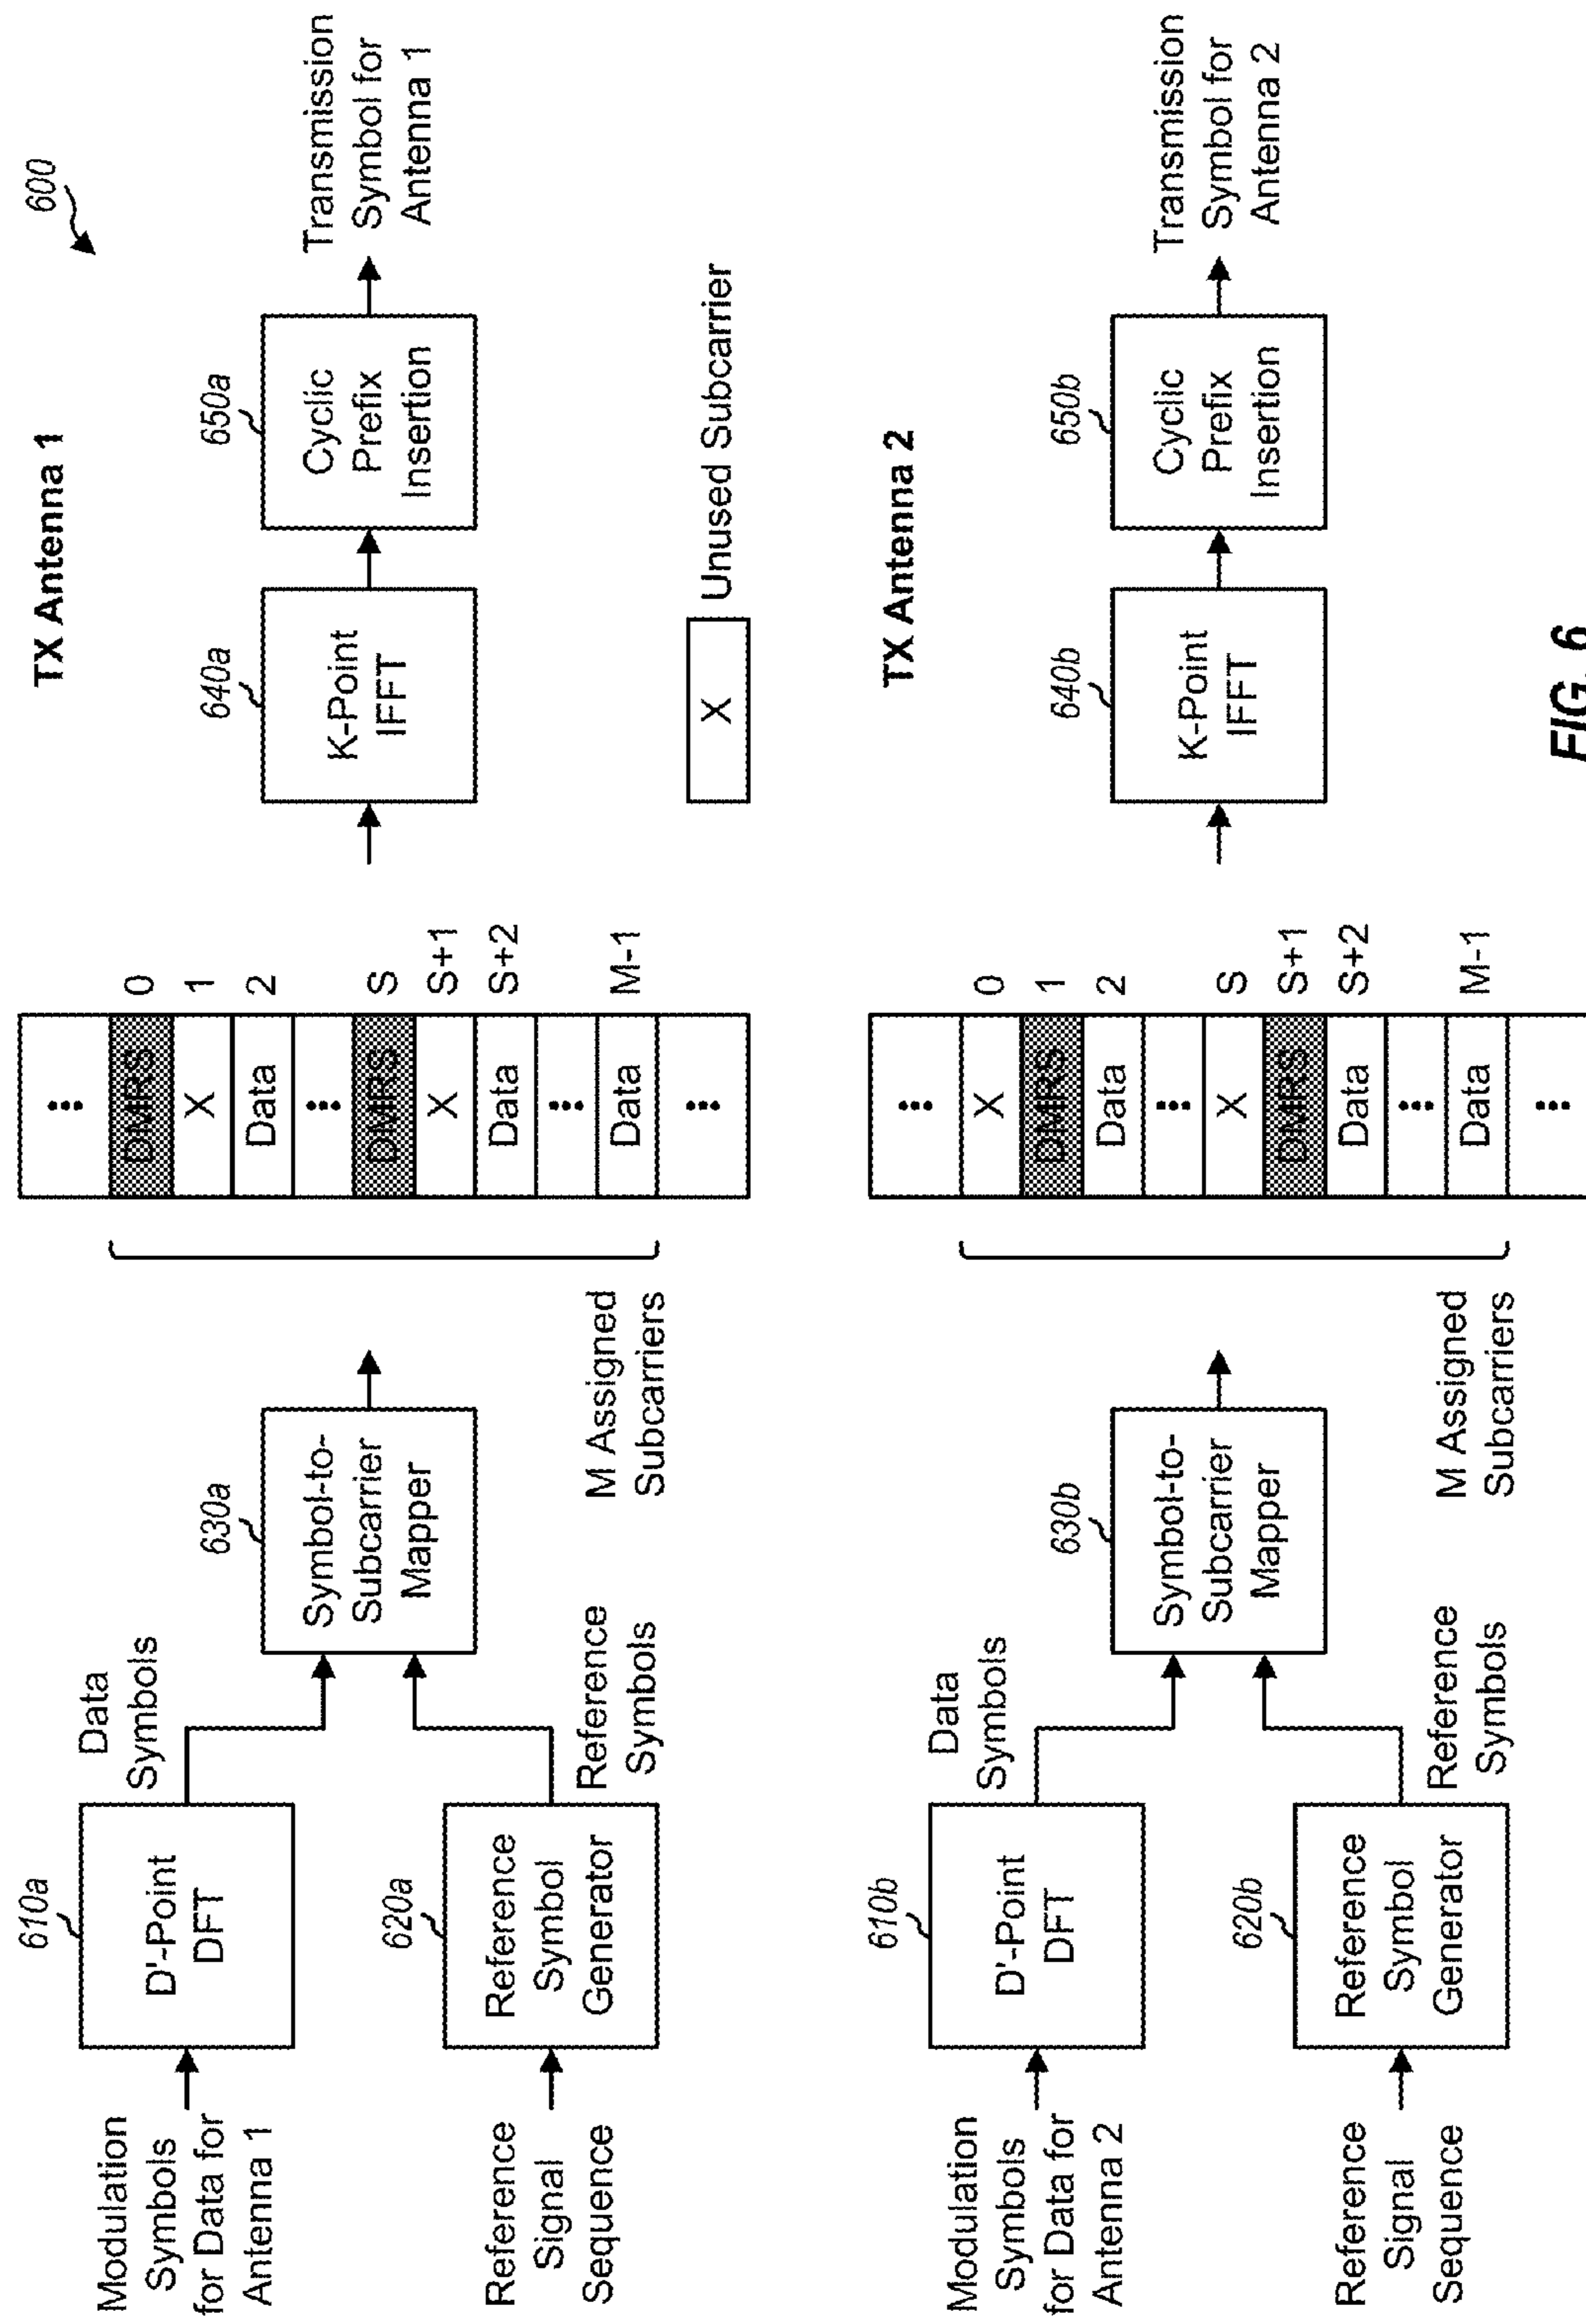 600
TX Antenna 1
610a
Modulation
Symbols
for Data for
Antenna 1
D'-Point
DFT
Data
Symbols
620a
Reference
Signal
Sequence
Reference
Symbol
Generator
Reference
Symbols
630a
Symbol-to-
Subcarrier
Mapper
M Assigned
Subcarriers
DMRS 0
X 1
Data 2
DMRS S
X S+1
Data S+2
Data M-1
640a
K-Point
IFFT
650a
Cyclic
Prefix
Insertion
Transmission
Symbol for
Antenna 1
X Unused Subcarrier
TX Antenna 2
610b
Modulation
Symbols
for Data for
Antenna 2
D'-Point
DFT
Data
Symbols
620b
Reference
Signal
Sequence
Reference
Symbol
Generator
Reference
Symbols
630b
Symbol-to-
Subcarrier
Mapper
M Assigned
Subcarriers
X 0
DMRS 1
Data 2
X S
DMRS S+1
Data S+2
Data M-1
640b
K-Point
IFFT
650b
Cyclic
Prefix
Insertion
Transmission
Symbol for
Antenna 2
FIG. 6